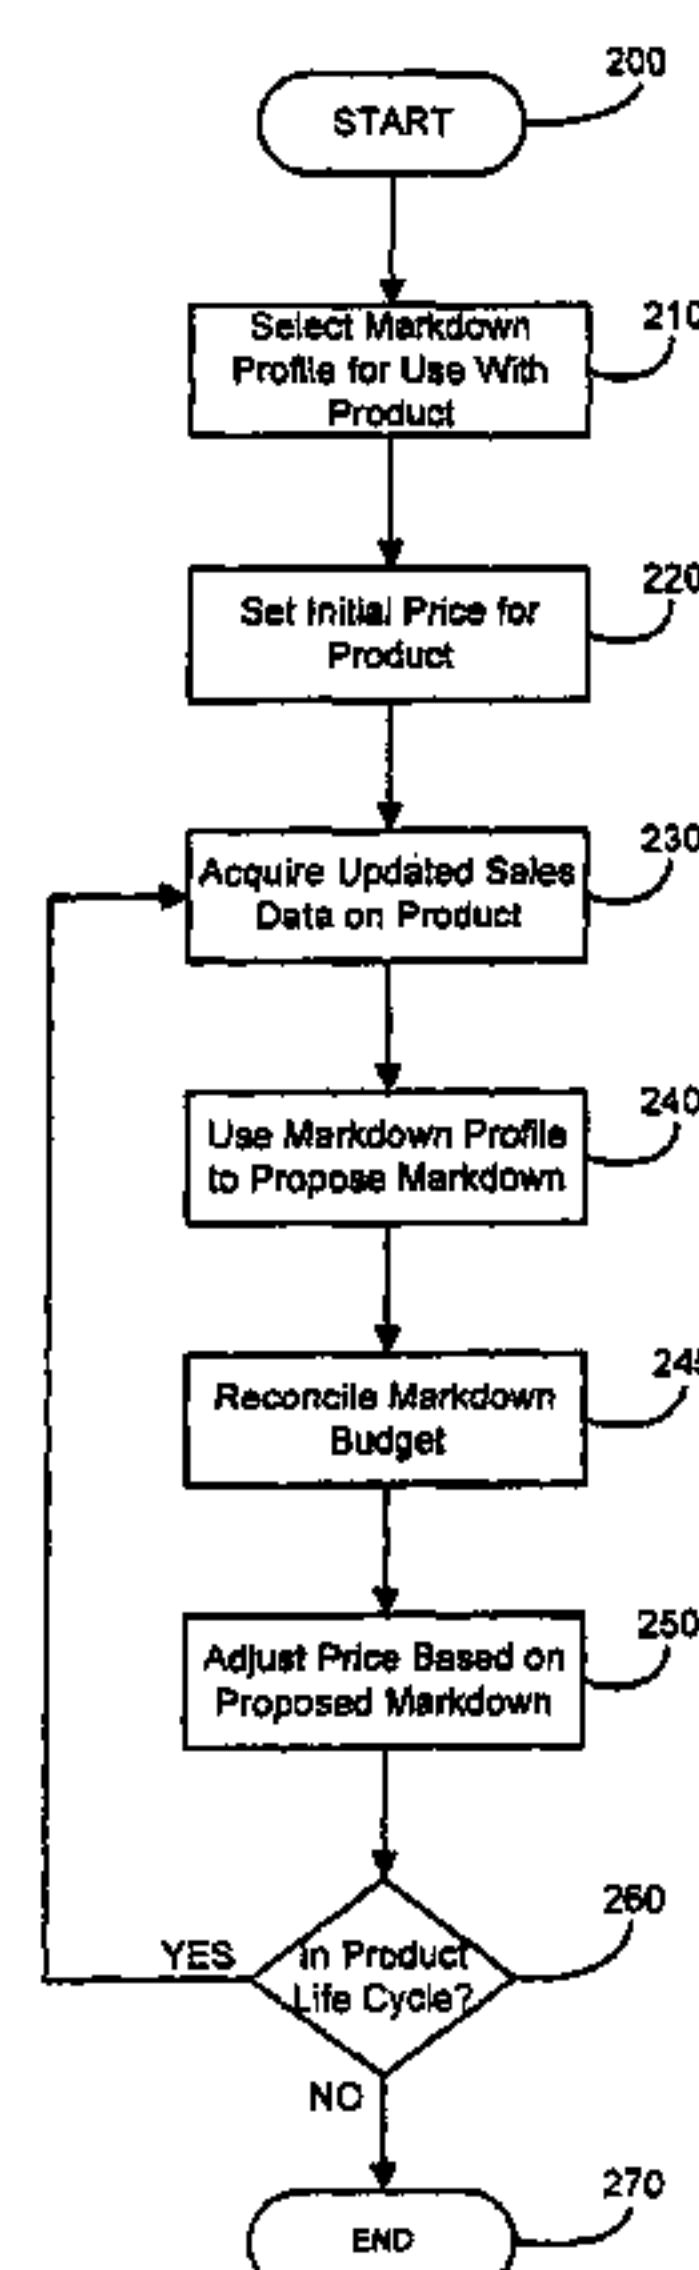 200
START
210
Select Markdown
Profile for Use With
Product
220
Set Initial Price for
Product
230
Acquire Updated Sales
Data on Product
240
Use Markdown Profile
to Propose Markdown
245
Reconcile Markdown
Budget
250
Adjust Price Based on
Proposed Markdown
260
YES
In Product
Life Cycle?
NO
270
END